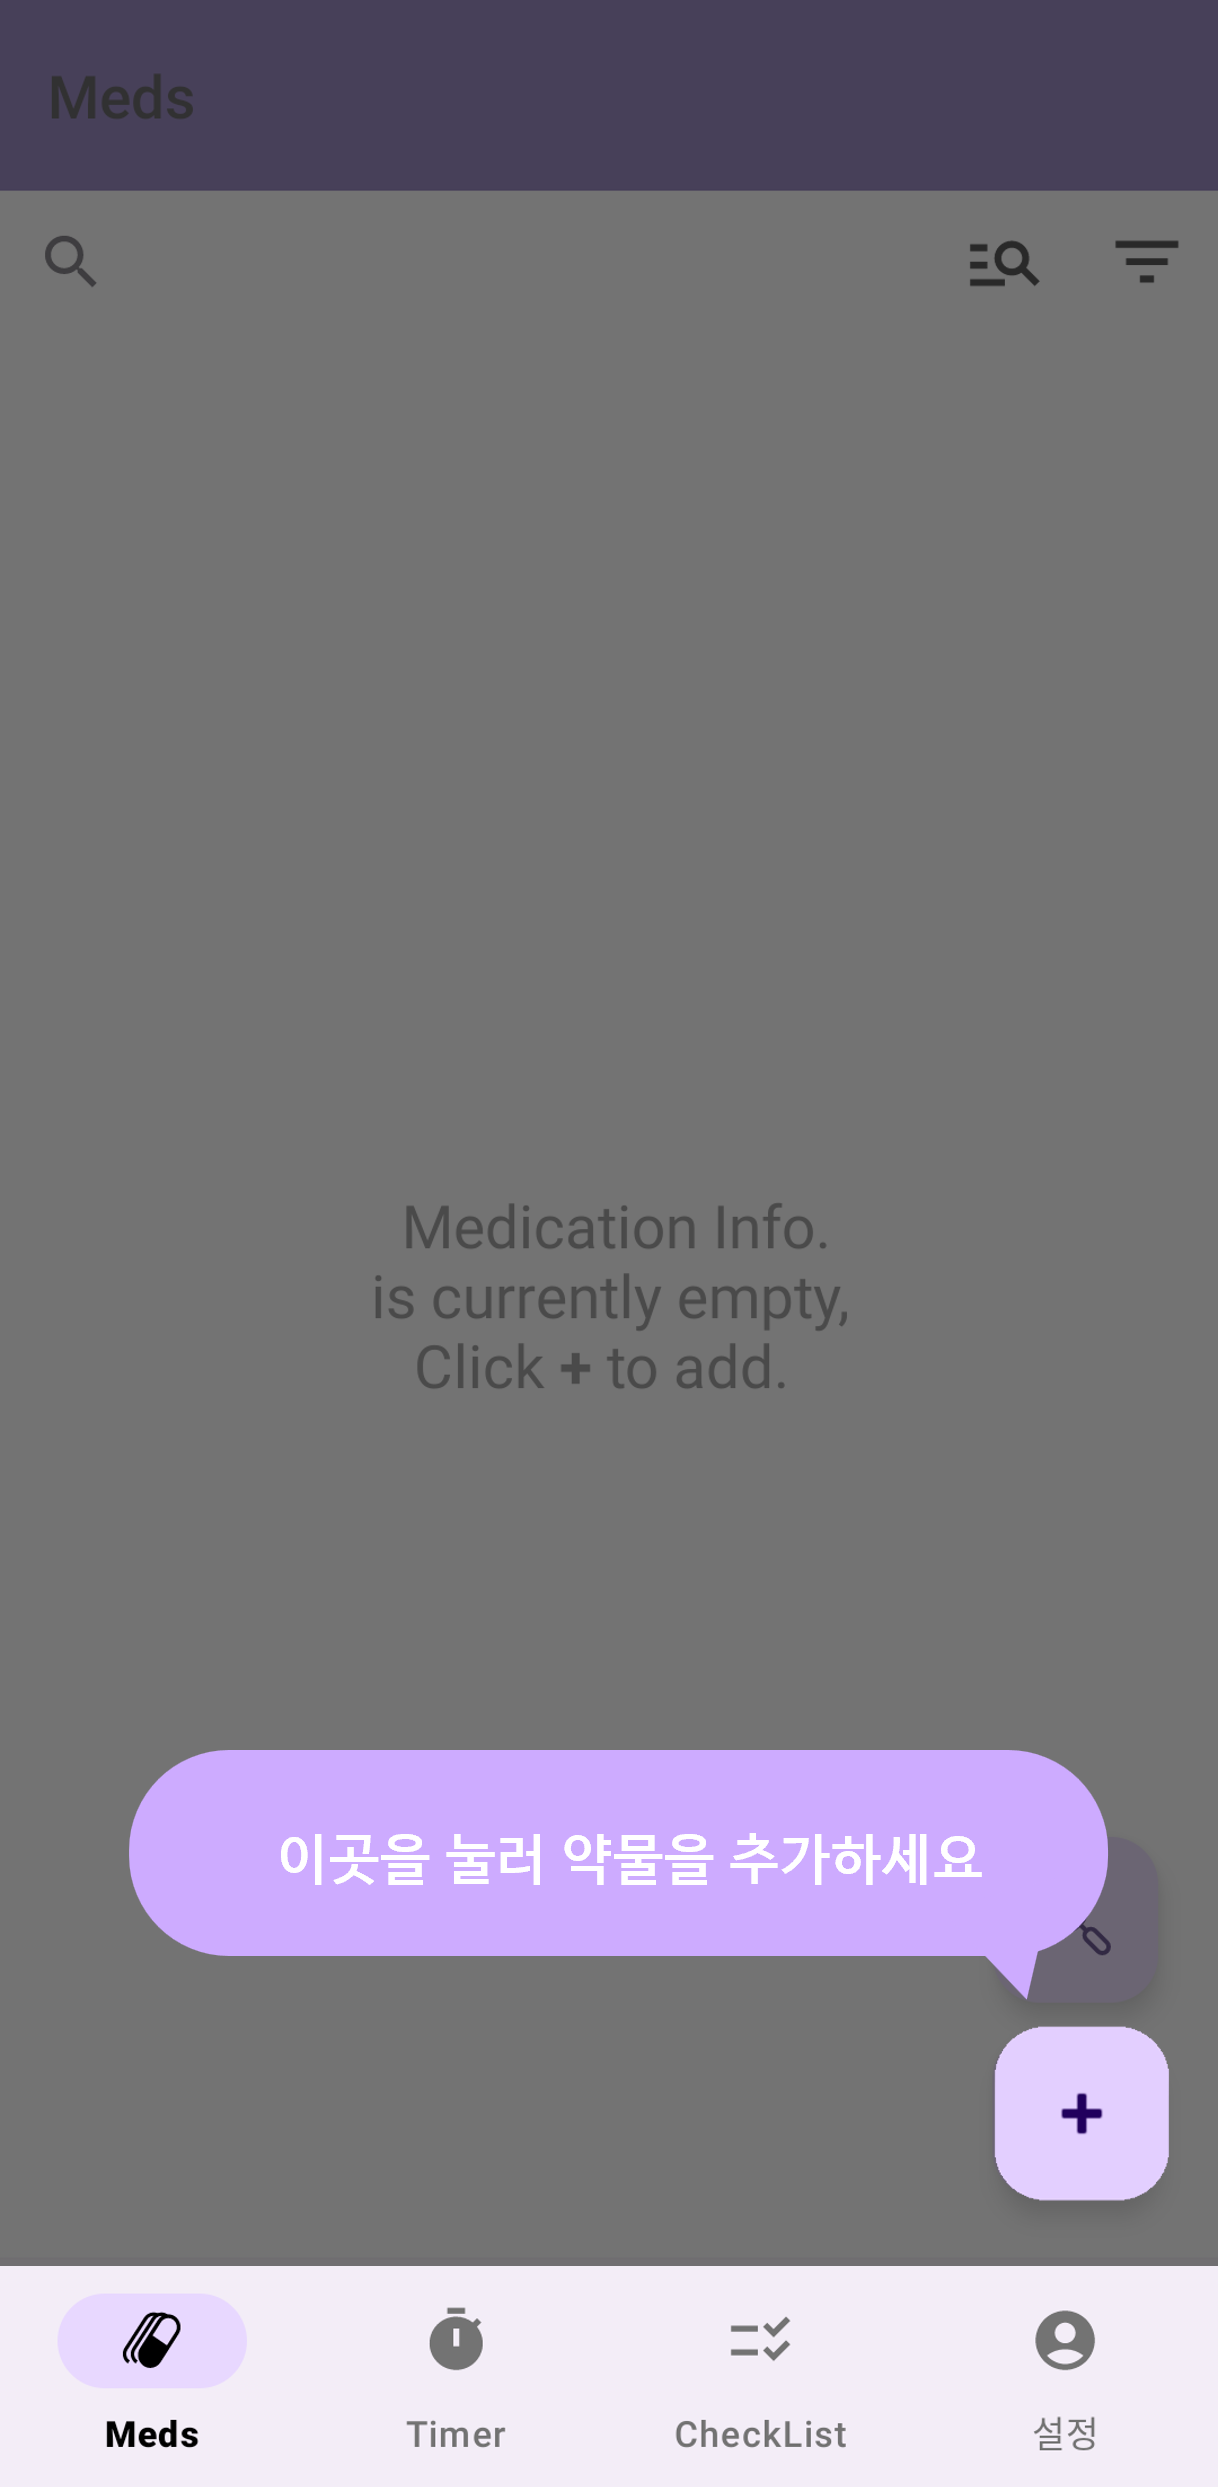 Meds
Medication Info.
is currently empty,
Click + to add.
이곳을 눌러 약물을 추가하세요
Meds
Timer
CheckList
설정